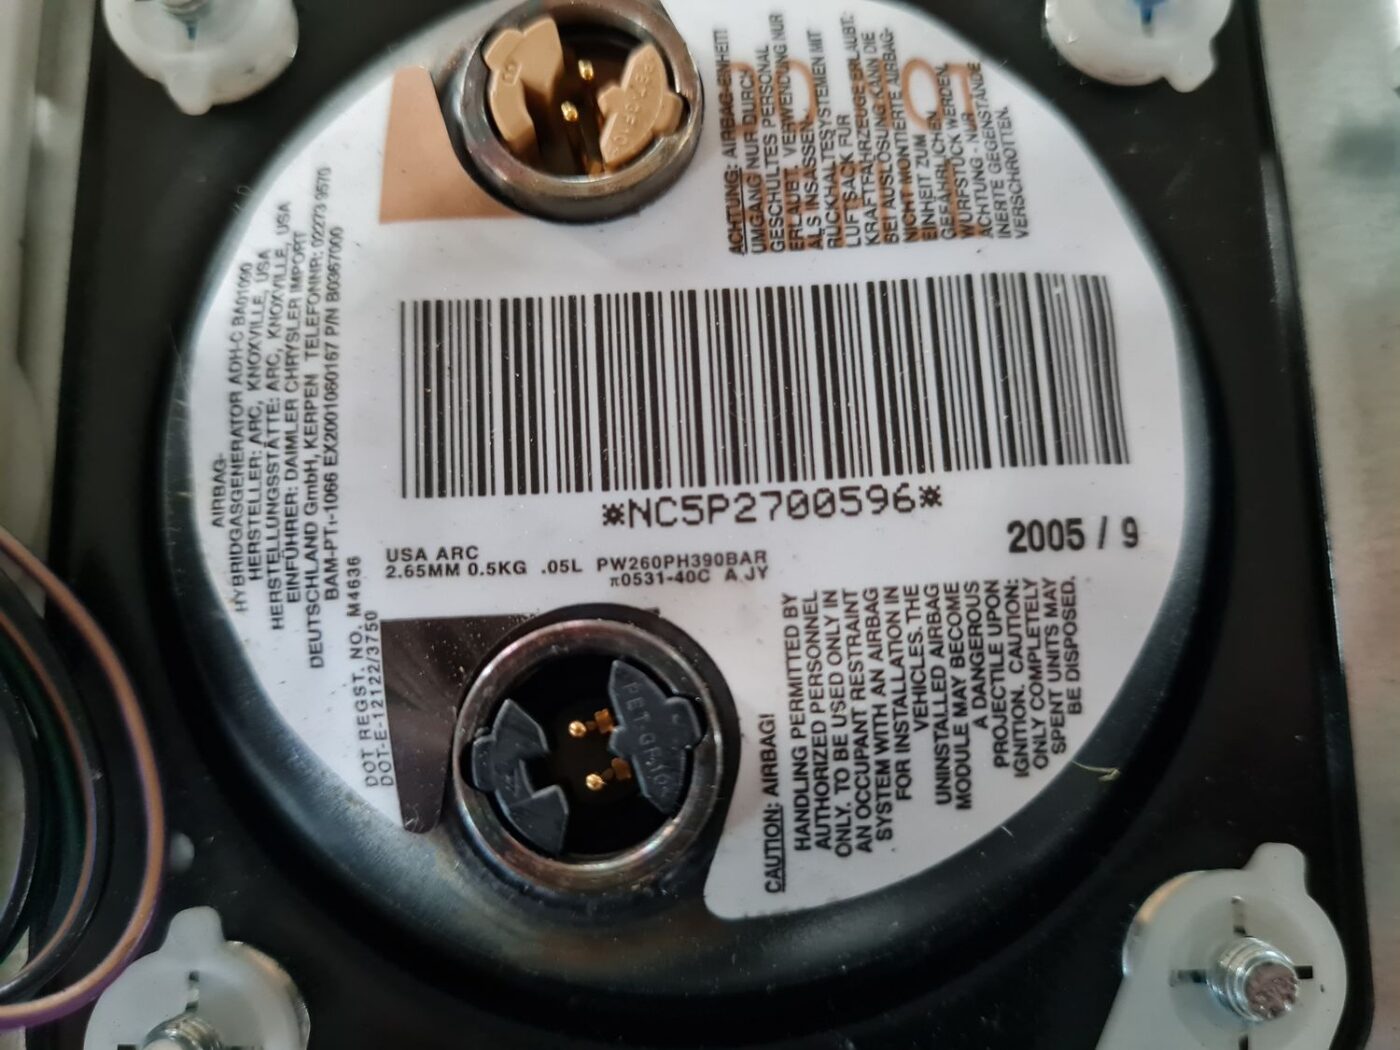 AIRBAG-
HYBRIDGASGENERATOR ADH-C BA01000
HERSTELLER: ARC, KNOXVILLE, USA
HERSTELLUNGSSTÄTTE: ARC, KNOXVILLE, USA
EINFÜHRER: DAIMLER CHRYSLER IMPORT
DEUTSCHLAND GmbH, KERPEN TELEFONNR: 02273 9570
BAM-PT1-1066 EX2001060167 P/N B0967000
DOT REGST. NO. M4636
DOT-E-12122/3750
ACHTUNG: AIRBAG-EINHEIT!
UMGANG NUR DURCH
GESCHULTES PERSONAL
ERLAUBT. VERWENDUNG NUR
ALS INSASSEN-
RÜCKHALTESYSTEMEN MIT
LUFTSACK FÜR
KRAFTFAHRZEUGE ERLAUBT.
BEI AUSLÖSUNG KANN DIE
NICHT MONTIERTE AIRBAG-
EINHEIT ZUM
GEFÄHRLICHEN
WURFSTÜCK WERDEN.
ACHTUNG - NUR
INERTE GEGENSTÄNDE
VERSCHROTTEN.
*NC5P2700596*
2005 / 9
USA ARC
2.65MM 0.5KG .05L PW260PH390BAR
π0531-40C AJY
CAUTION: AIRBAG!
HANDLING PERMITTED BY
AUTHORIZED PERSONNEL
ONLY. TO BE USED ONLY IN
AN OCCUPANT RESTRAINT
SYSTEM WITH AN AIRBAG
FOR INSTALLATION IN
VEHICLES. THE
UNINSTALLED AIRBAG
MODULE MAY BECOME
A DANGEROUS
PROJECTILE UPON
IGNITION. CAUTION:
ONLY COMPLETELY
SPENT UNITS MAY
BE DISPOSED.
PET-GF10